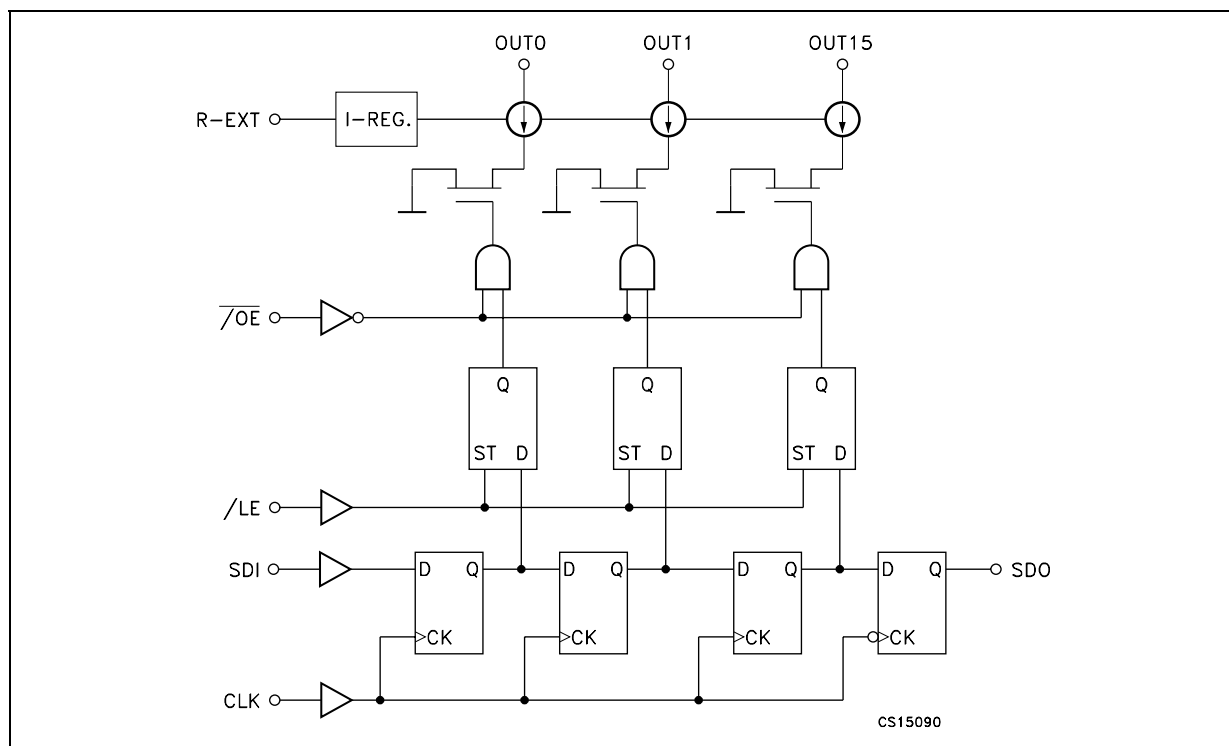 OUT0 OUT1 OUT15
R-EXT I-REG.
/OE
Q Q Q
ST D ST D ST D
/LE
SDI D Q D Q D Q D Q SDO
CK CK CK CK
CLK
CS15090